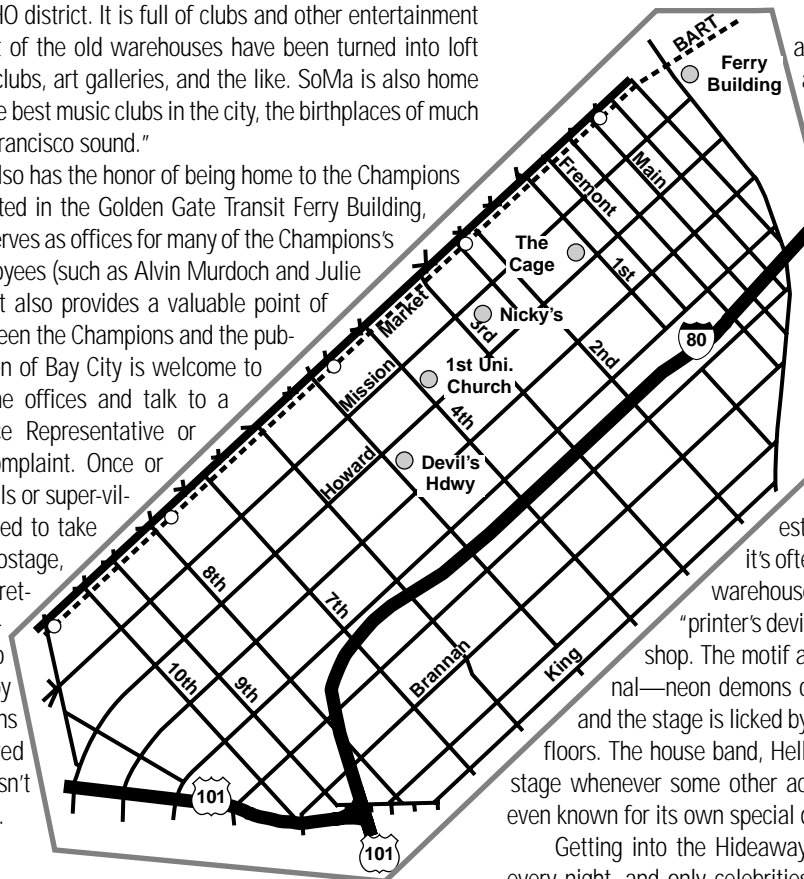 HO district. It is full of clubs and other entertainment
of the old warehouses have been turned into loft
clubs, art galleries, and the like. SoMa is also home
best music clubs in the city, the birthplaces of much
rancisco sound.”
lso has the honor of being home to the Champions
ted in the Golden Gate Transit Ferry Building,
erves as offices for many of the Champions’s
oyees (such as Alvin Murdoch and Julie
t also provides a valuable point of
een the Champions and the pub-
n of Bay City is welcome to
he offices and talk to a
ce Representative or
omplaint. Once or
ls or super-vil-
ed to take
ostage,
ret-
-
o
by
ns
ed
sn’t
.
BART
Ferry
Building
Main
Fremont
The
Cage
1st
Market
Nicky's
3rd
2nd
80
Mission
1st Uni.
Church
4th
Howard
Devil's
Hdwy
8th
7th
10th
9th
Brannan
King
101
101
a
a
est
it’s ofte
warehouse
“printer’s devi
shop. The motif a
nal—neon demons
and the stage is licked by
floors. The house band, Hell
stage whenever some other ac
even known for its own special
Getting into the Hideaway
every night, and only celebrities